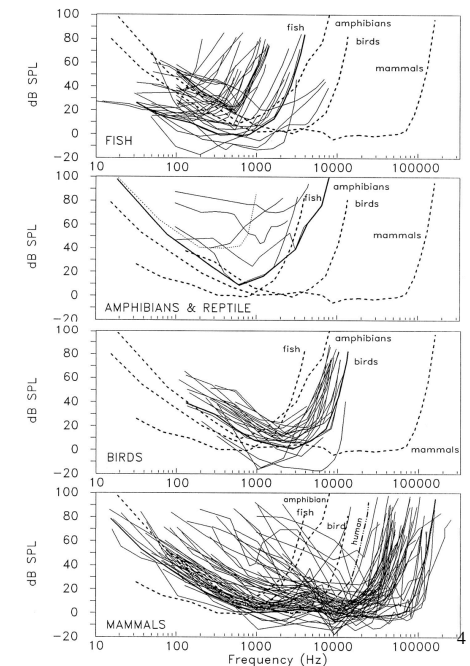 100
80
60
40
20
0
−20
dB SPL
fish
amphibians
birds
mammals
FISH
10 100 1000 10000 100000
100
80
60
40
20
0
−20
dB SPL
fish
amphibians
birds
mammals
AMPHIBIANS & REPTILE
10 100 1000 10000 100000
100
80
60
40
20
0
−20
dB SPL
fish
amphibians
birds
mammals
BIRDS
10 100 1000 10000 100000
100
80
60
40
20
0
−20
dB SPL
amphibian
fish
bird
human
MAMMALS
10 100 1000 10000 100000
Frequency (Hz)
4